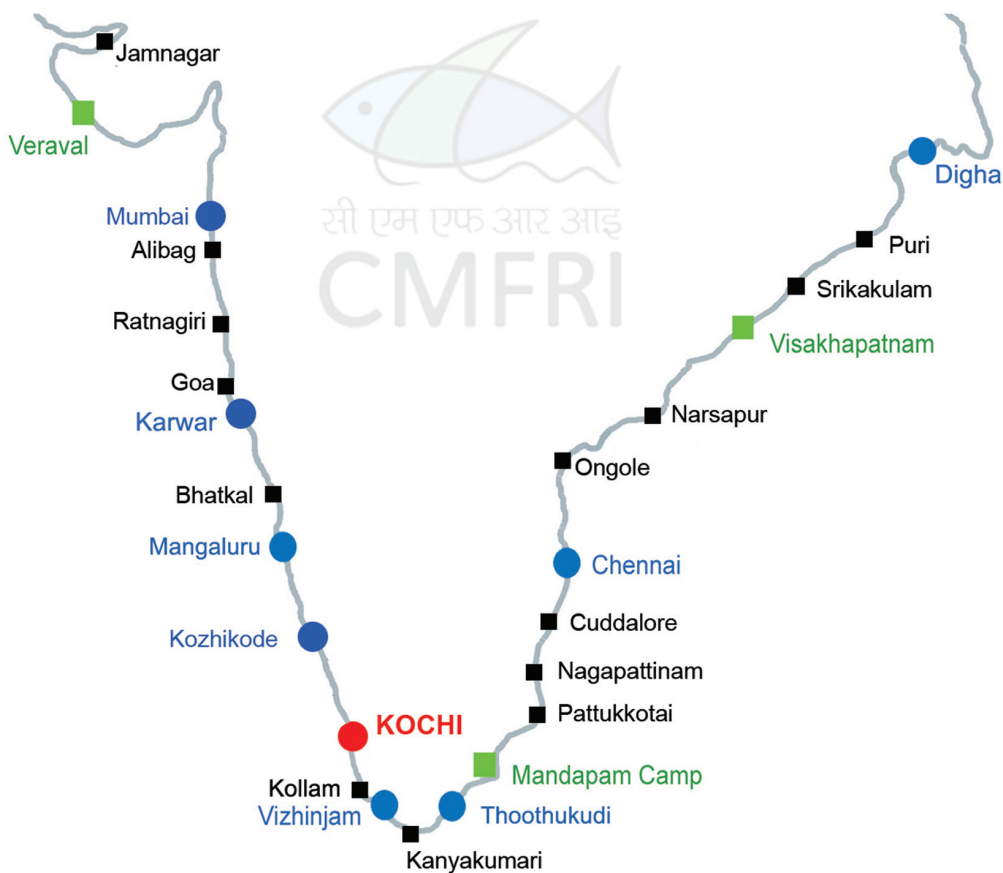 Jamnagar
Veraval
Digha
Mumbai
सी एम एफ आर आइ
CMFRI
Alibag
Puri
Srikakulam
Ratnagiri
Visakhapatnam
Goa
Karwar
Narsapur
Ongole
Bhatkal
Mangaluru
Chennai
Cuddalore
Kozhikode
Nagapattinam
Pattukkotai
KOCHI
Mandapam Camp
Kollam
Vizhinjam
Thoothukudi
Kanyakumari